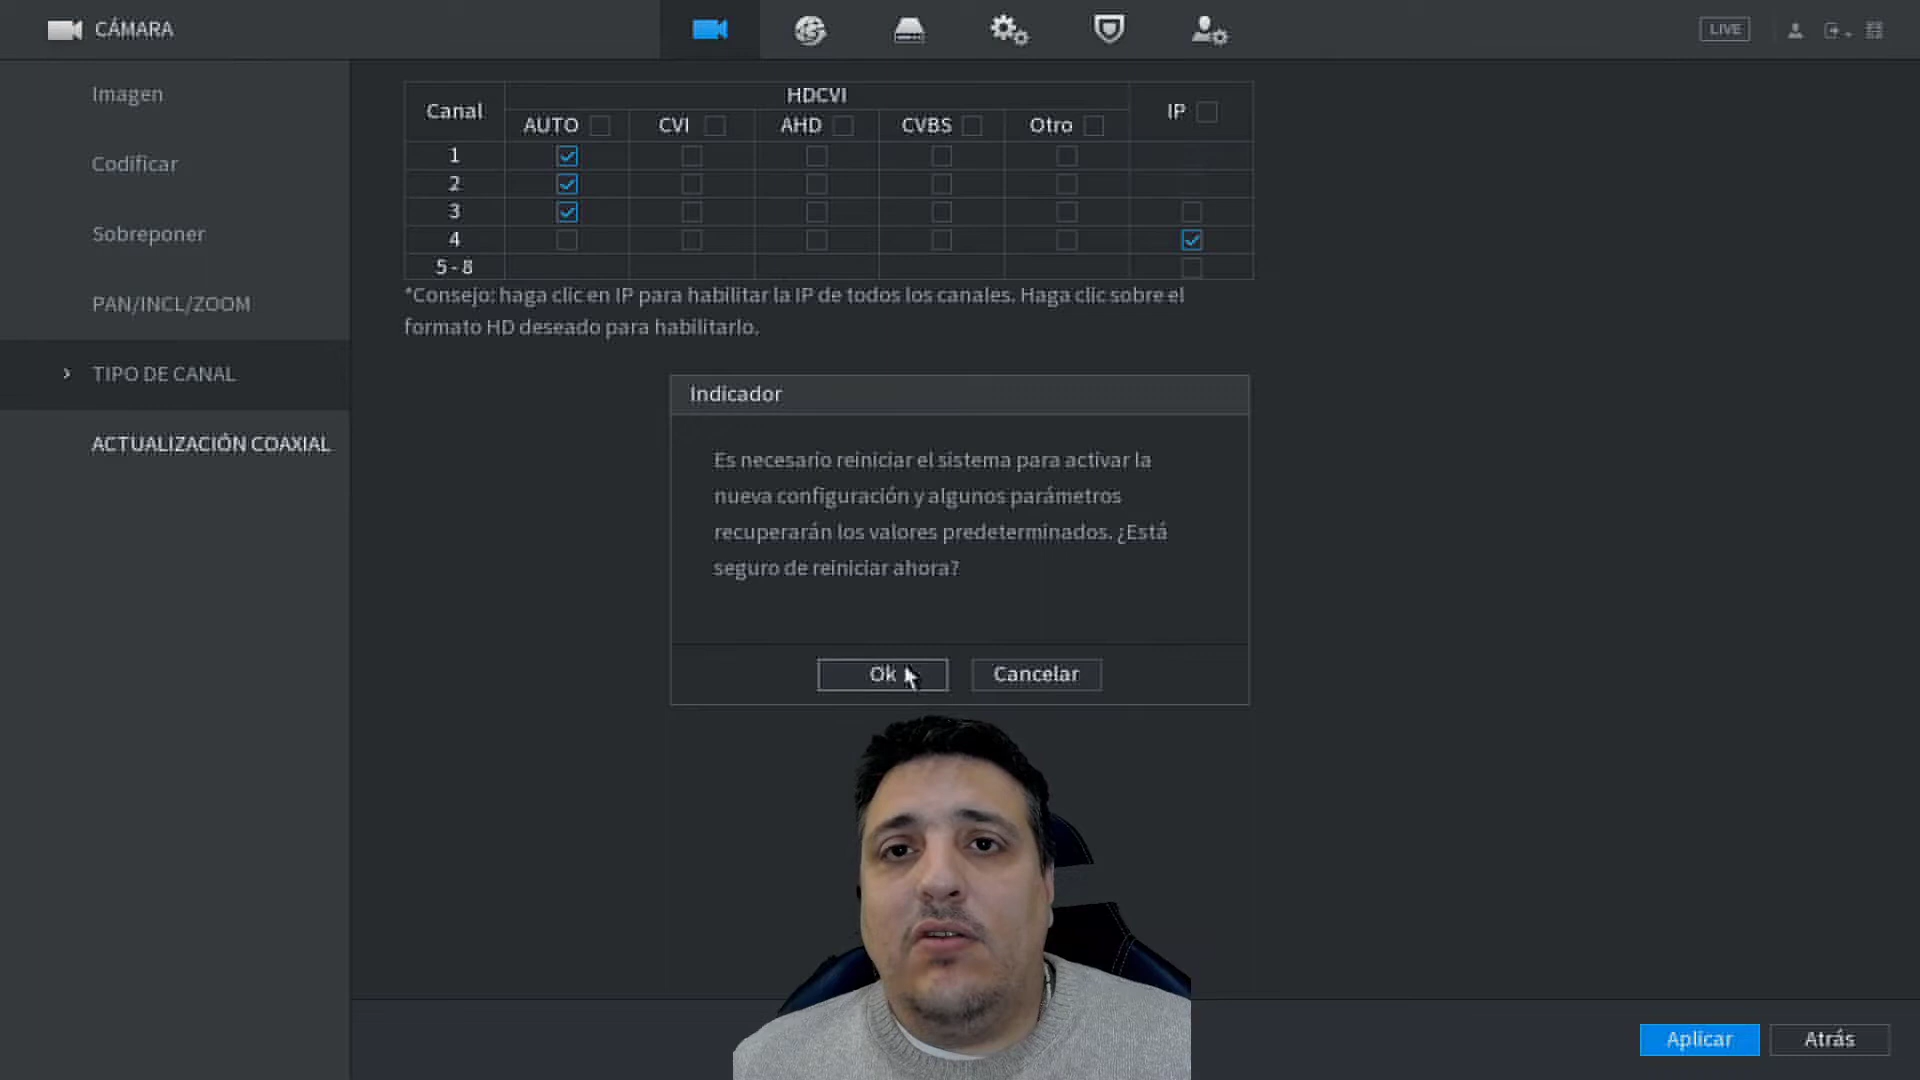 CÁMARA
LIVE
Imagen
Codificar
Sobreponer
PAN/INCL/ZOOM
TIPO DE CANAL
ACTUALIZACIÓN COAXIAL
Canal HDCVI IP
AUTO CVI AHD CVBS Otro
1
2
3
4
5 - 8
*Consejo: haga clic en IP para habilitar la IP de todos los canales. Haga clic sobre el
formato HD deseado para habilitarlo.
Indicador
Es necesario reiniciar el sistema para activar la
nueva configuración y algunos parámetros
recuperarán los valores predeterminados. ¿Está
seguro de reiniciar ahora?
Ok Cancelar
Aplicar Atrás